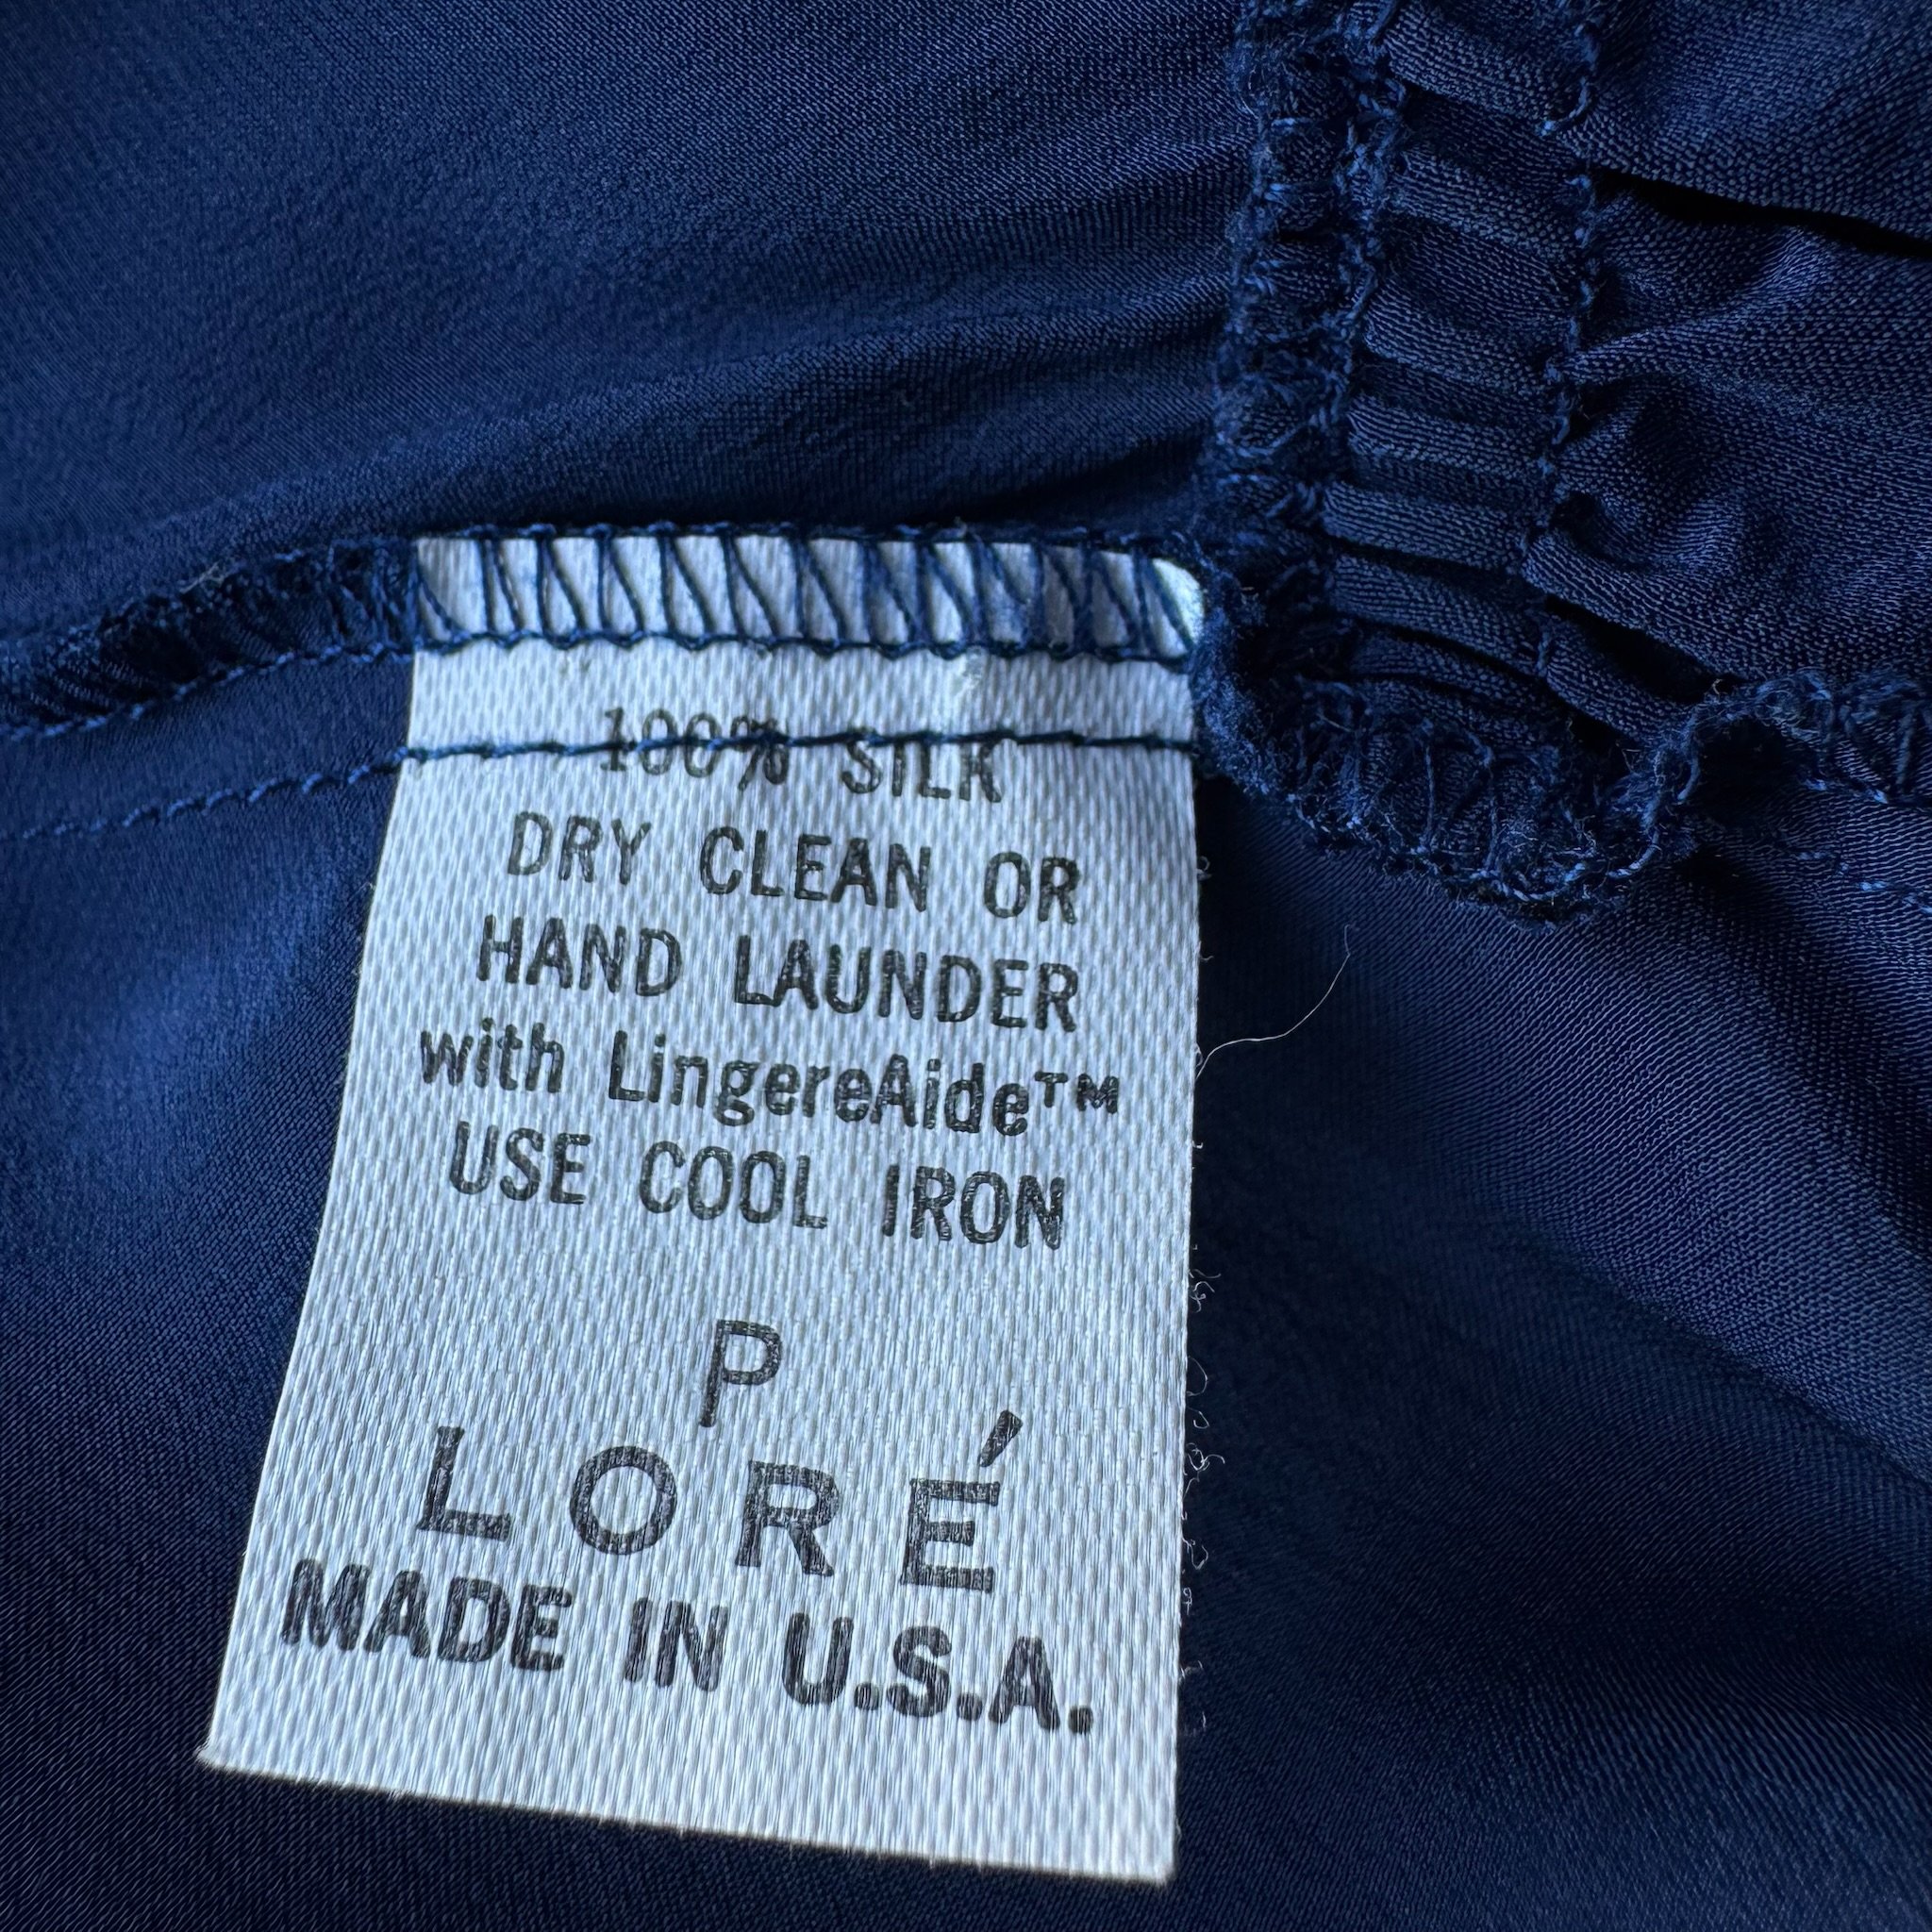 100% SILK
DRY CLEAN OR
HAND LAUNDER
with LingereAide™
USE COOL IRON
P
LORÉ
MADE IN U.S.A.